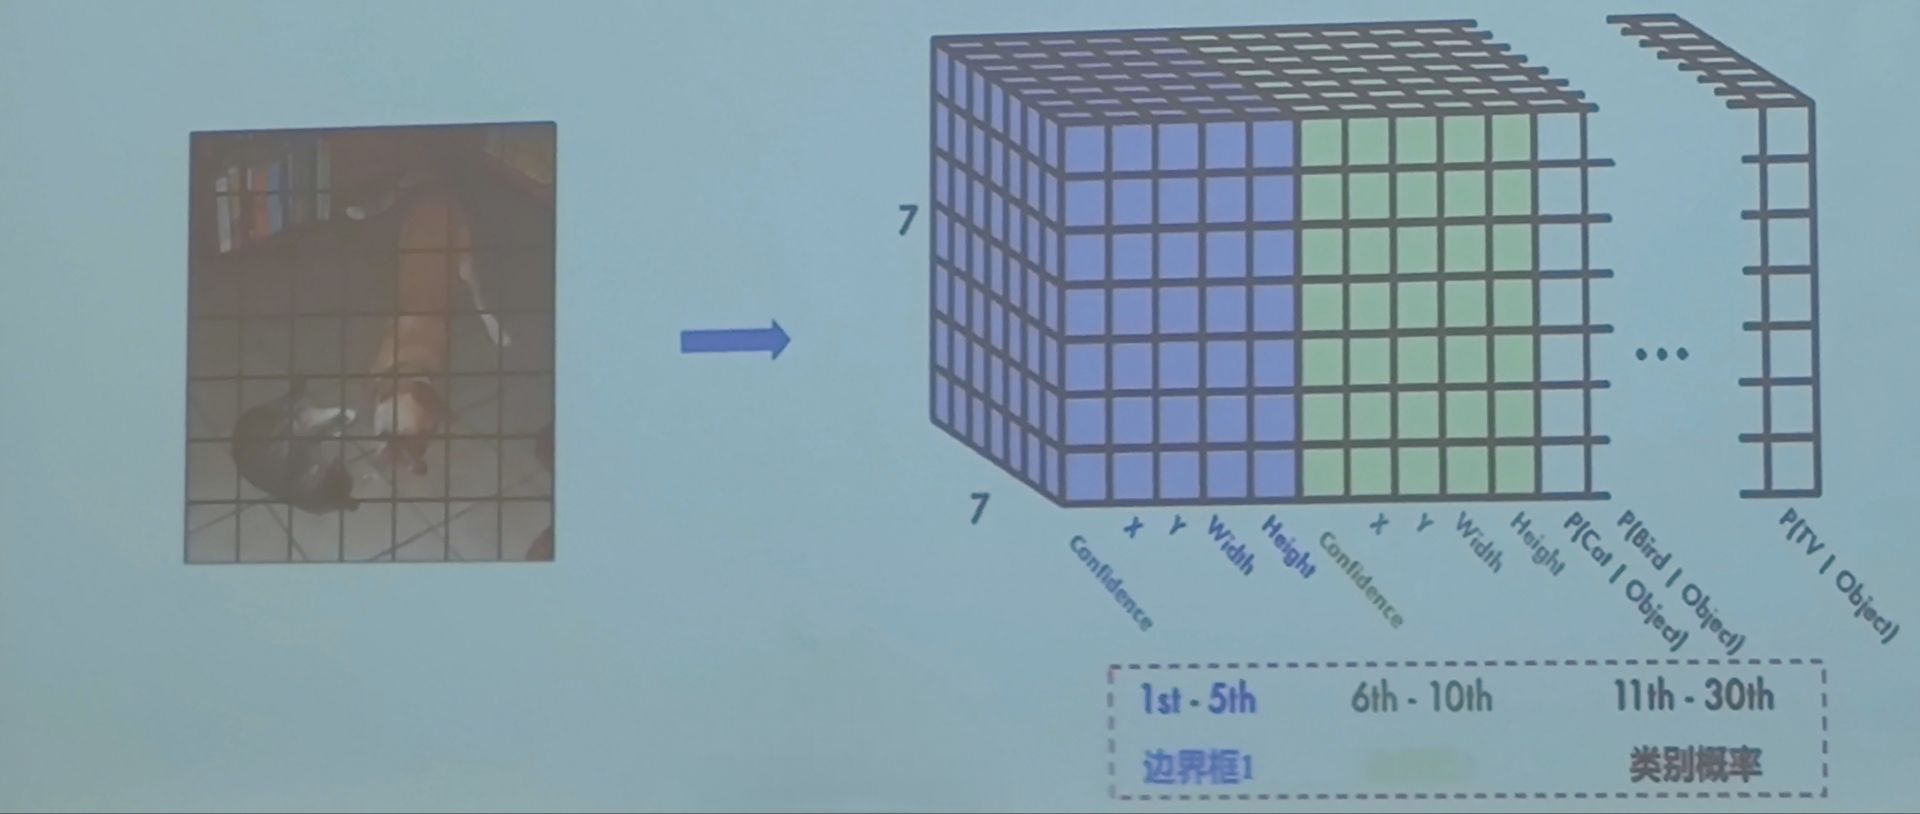 7
7
Confidence
X
Y
Width
Height
Confidence
X
Y
Width
Height
P(Cat | Object)
P(Bird | Object)
...
P(TV | Object)
1st - 5th
6th - 10th
11th - 30th
边界框1
类别概率